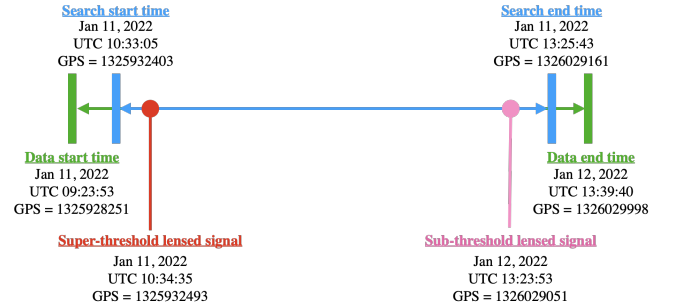 Search start time
Jan 11, 2022
UTC 10:33:05
GPS = 1325932403
Search end time
Jan 11, 2022
UTC 13:25:43
GPS = 1326029161
Data start time
Jan 11, 2022
UTC 09:23:53
GPS = 1325928251
Data end time
Jan 12, 2022
UTC 13:39:40
GPS = 1326029998
Super-threshold lensed signal
Jan 11, 2022
UTC 10:34:35
GPS = 1325932493
Sub-threshold lensed signal
Jan 12, 2022
UTC 13:23:53
GPS = 1326029051